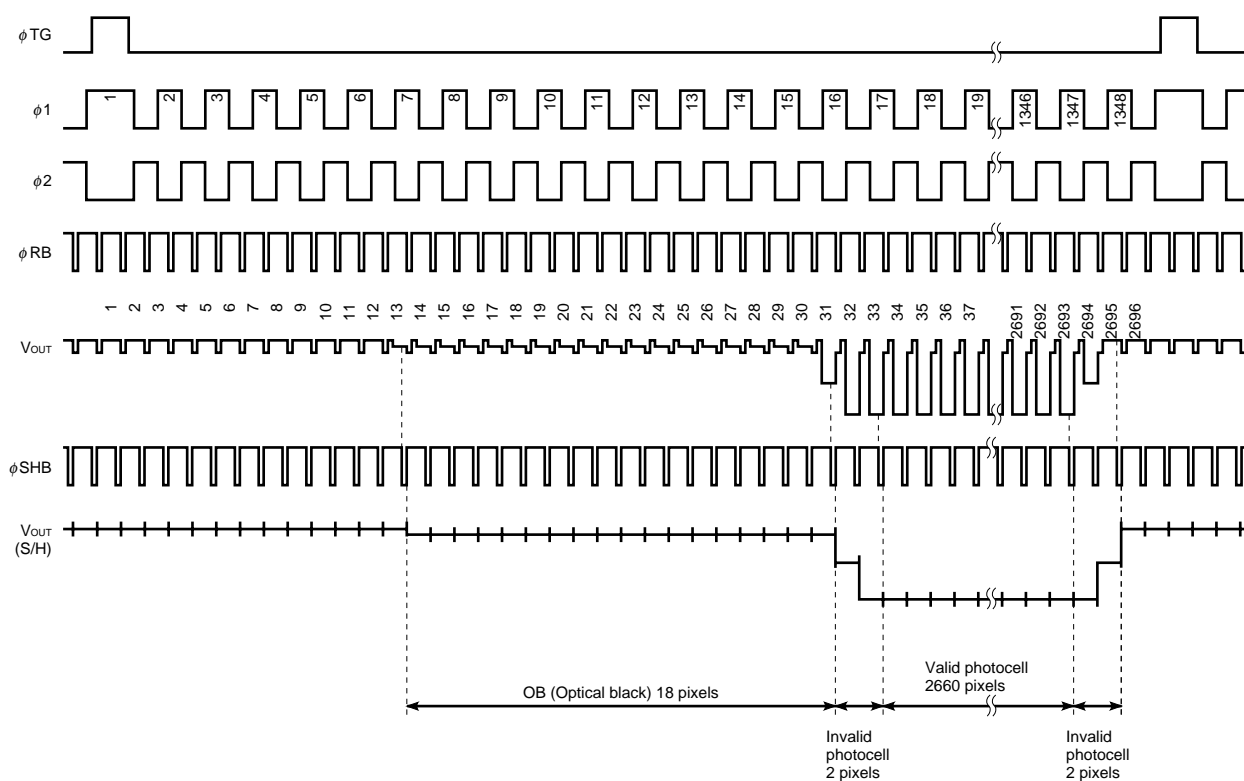 φTG
φ1
1 2 3 4 5 6 7 8 9 10 11 12 13 14 15 16 17 18 19 1346 1347 1348
φ2
φRB
1 2 3 4 5 6 7 8 9 10 11 12 13 14 15 16 17 18 19 20 21 22 23 24 25 26 27 28 29 30 31 32 33 34 35 36 37 2691 2692 2693 2694 2695 2696
VOUT
φSHB
VOUT
(S/H)
OB (Optical black) 18 pixels
Valid photocell
2660 pixels
Invalid
photocell
2 pixels
Invalid
photocell
2 pixels